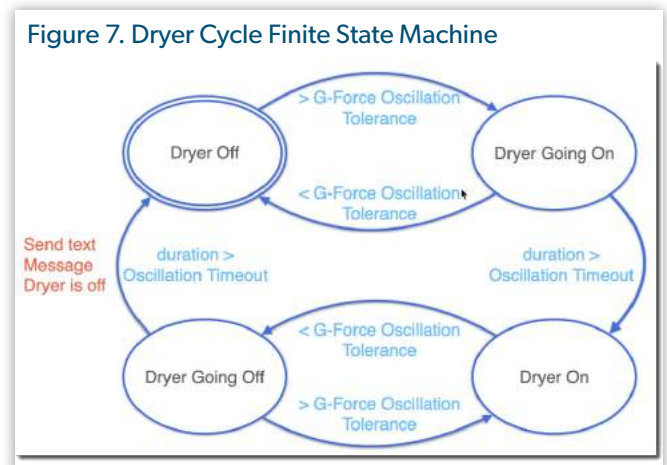 Figure 7. Dryer Cycle Finite State Machine
> G-Force Oscillation
Tolerance
Dryer Off
Dryer Going On
< G-Force Oscillation
Tolerance
Send text
Message
Dryer is off
duration >
Oscillation Timeout
duration >
Oscillation Timeout
< G-Force Oscillation
Tolerance
Dryer Going Off
Dryer On
> G-Force Oscillation
Tolerance